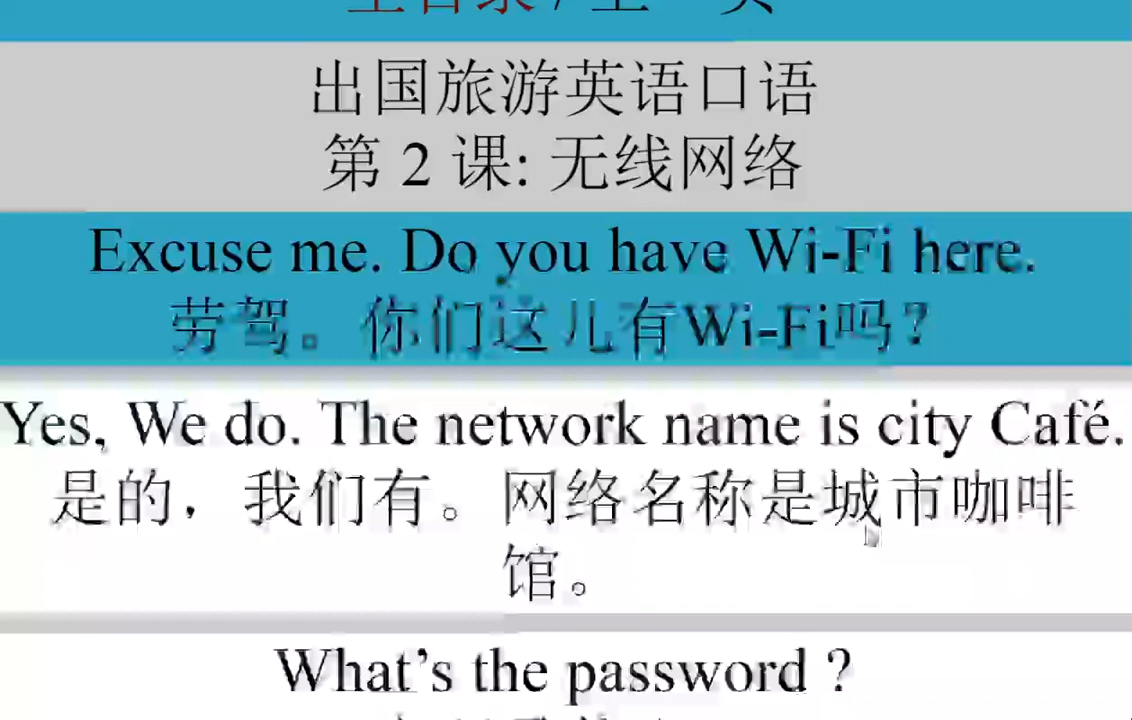 出国旅游英语口语
第 2 课: 无线网络
Excuse me. Do you have Wi-Fi here.
劳驾。你们这儿有Wi-Fi吗?
Yes, We do. The network name is city Café.
是的，我们有。网络名称是城市咖啡
馆。
What’s the password ?